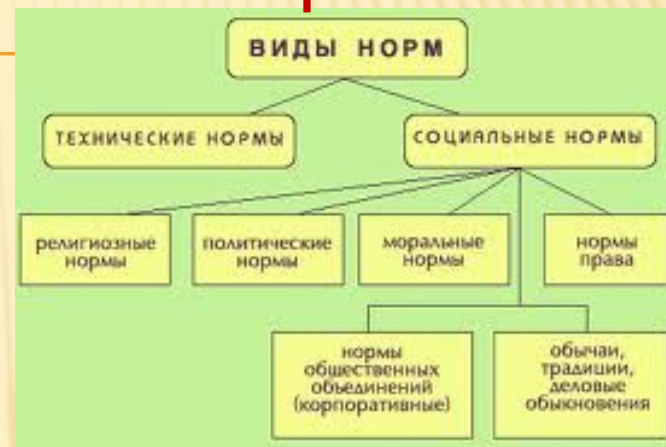 ВИДЫ НОРМ
ТЕХНИЧЕСКИЕ НОРМЫ
СОЦИАЛЬНЫЕ НОРМЫ
религиозные
нормы
политические
нормы
моральные
нормы
нормы
права
нормы
общественных
объединений
(корпоративные)
обычаи,
традиции,
деловые
обыкновения